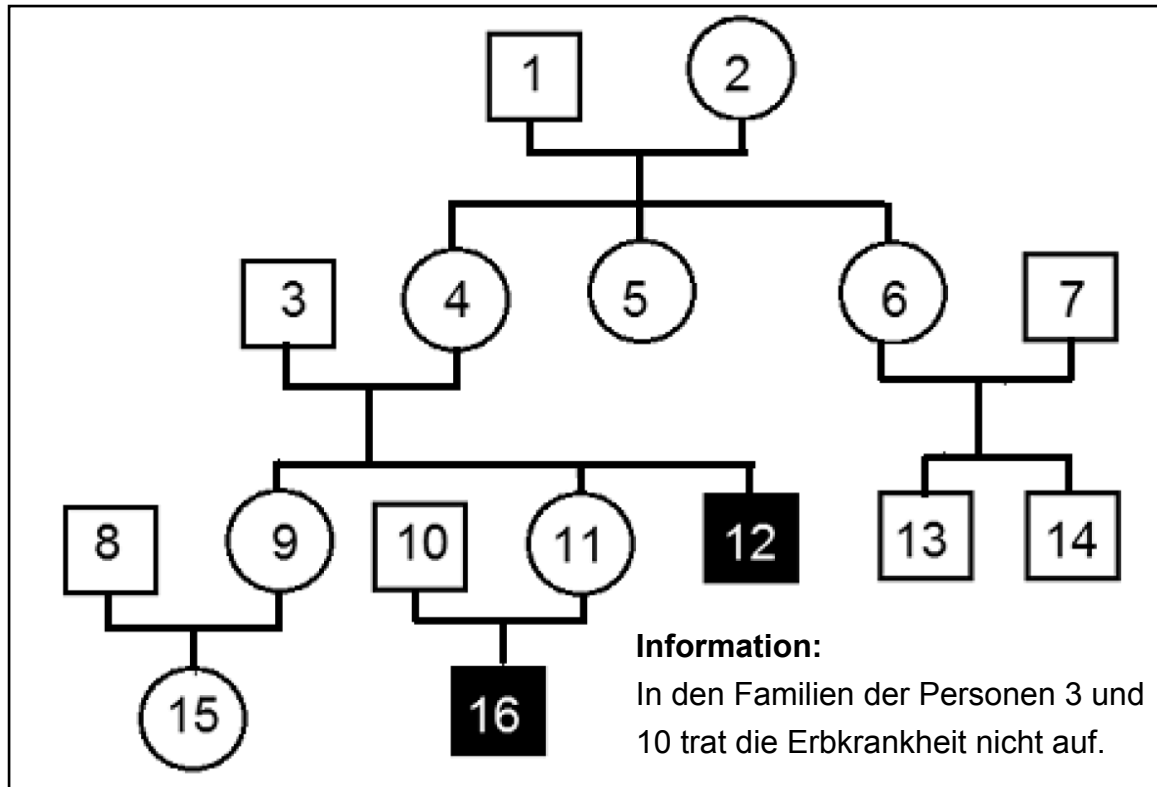 1 2
3 4 5 6 7
8 9 10 11 12 13 14
15 16
Information:
In den Familien der Personen 3 und
10 trat die Erbkrankheit nicht auf.